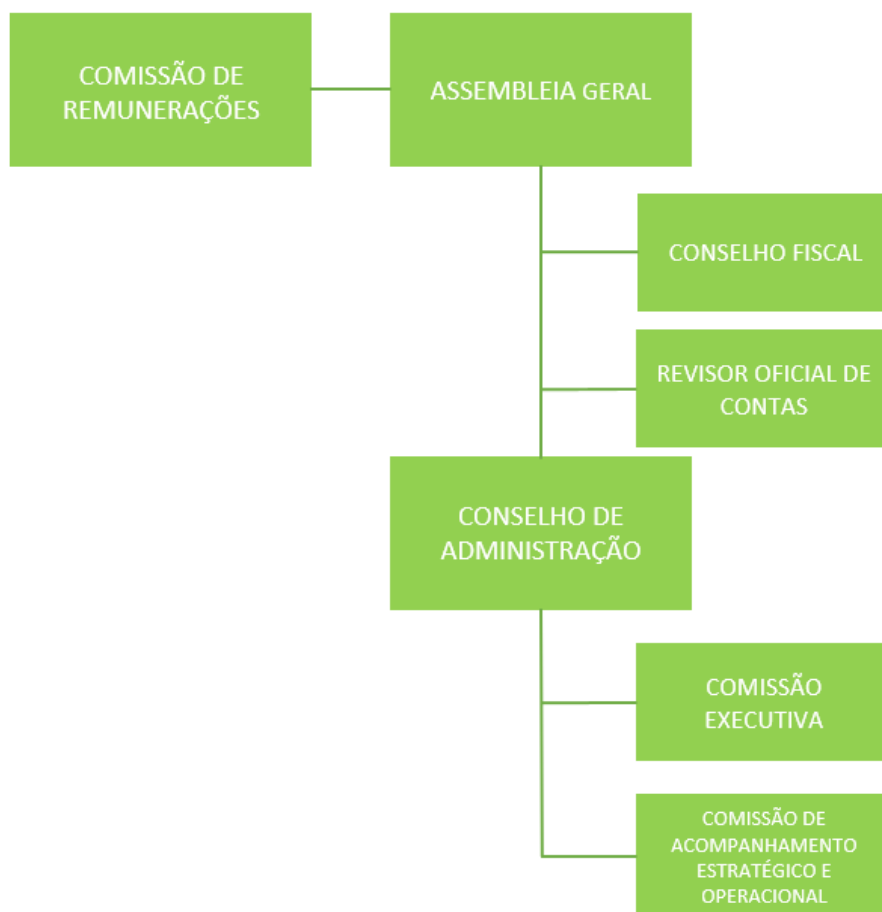 COMISSÃO DE
REMUNERAÇÕES
ASSEMBLEIA GERAL
CONSELHO FISCAL
REVISOR OFICIAL DE
CONTAS
CONSELHO DE
ADMINISTRAÇÃO
COMISSÃO
EXECUTIVA
COMISSÃO DE
ACOMPANHAMENTO
ESTRATÉGICO E
OPERACIONAL